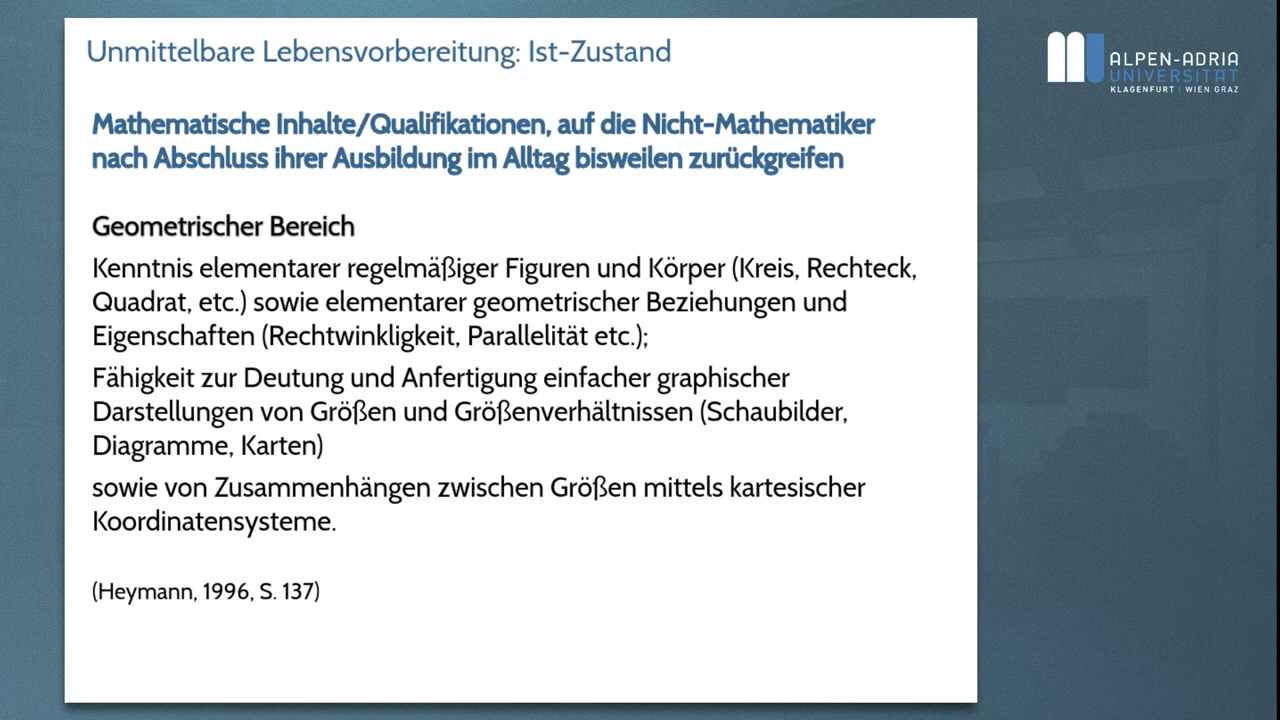 Unmittelbare Lebensvorbereitung: Ist-Zustand
Mathematische Inhalte/Qualifikationen, auf die Nicht-Mathematiker
nach Abschluss ihrer Ausbildung im Alltag bisweilen zurückgreifen
Geometrischer Bereich
Kenntnis elementarer regelmäßiger Figuren und Körper (Kreis, Rechteck,
Quadrat, etc.) sowie elementarer geometrischer Beziehungen und
Eigenschaften (Rechtwinkligkeit, Parallelität etc.);
Fähigkeit zur Deutung und Anfertigung einfacher graphischer
Darstellungen von Größen und Größenverhältnissen (Schaubilder,
Diagramme, Karten)
sowie von Zusammenhängen zwischen Größen mittels kartesischer
Koordinatensysteme.
(Heymann, 1996, S. 137)
ALPEN-ADRIA
UNIVERSITÄT
KLAGENFURT | WIEN GRAZ